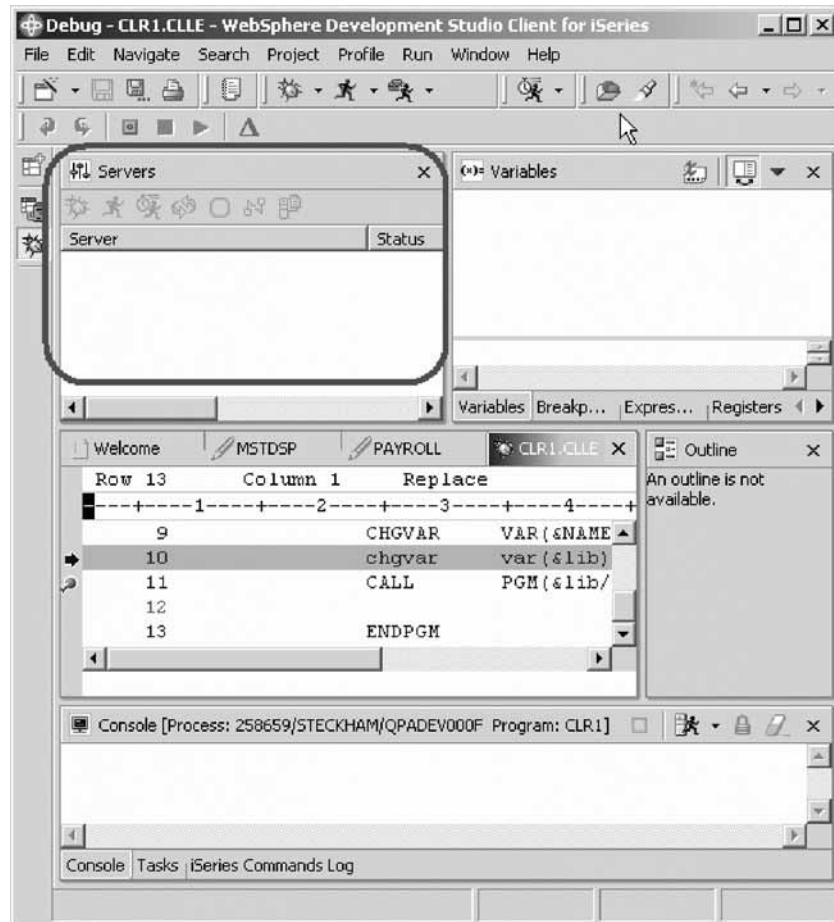 Debug - CLR1.CLLE - WebSphere Development Studio Client for iSeries
File Edit Navigate Search Project Profile Run Window Help
Servers
Server Status
(x)= Variables
Variables Breakp... Expres... Registers
Welcome MSTDSP PAYROLL CLR1.CLLE
Row 13 Column 1 Replace
----+----1----+----2----+----3----+----4----+
9 CHGVAR VAR(&NAME
10 chgvar var(&lib)
11 CALL PGM(&lib/
12
13 ENDPGM
Outline
An outline is not
available.
Console [Process: 258659/STECKHAM/QPADEV000F Program: CLR1]
Console Tasks iSeries Commands Log